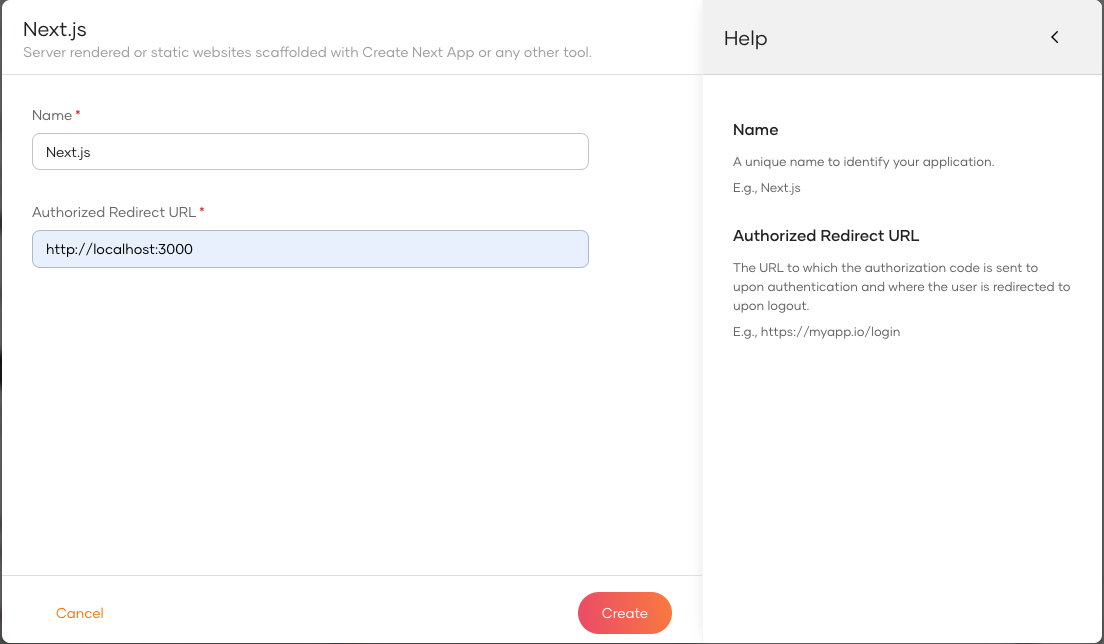 Next.js
Server rendered or static websites scaffolded with Create Next App or any other tool.
Name *
Next.js
Authorized Redirect URL *
http://localhost:3000
Cancel
Create
Help
Name
A unique name to identify your application.
E.g., Next.js
Authorized Redirect URL
The URL to which the authorization code is sent to
upon authentication and where the user is redirected to
upon logout.
E.g., https://myapp.io/login